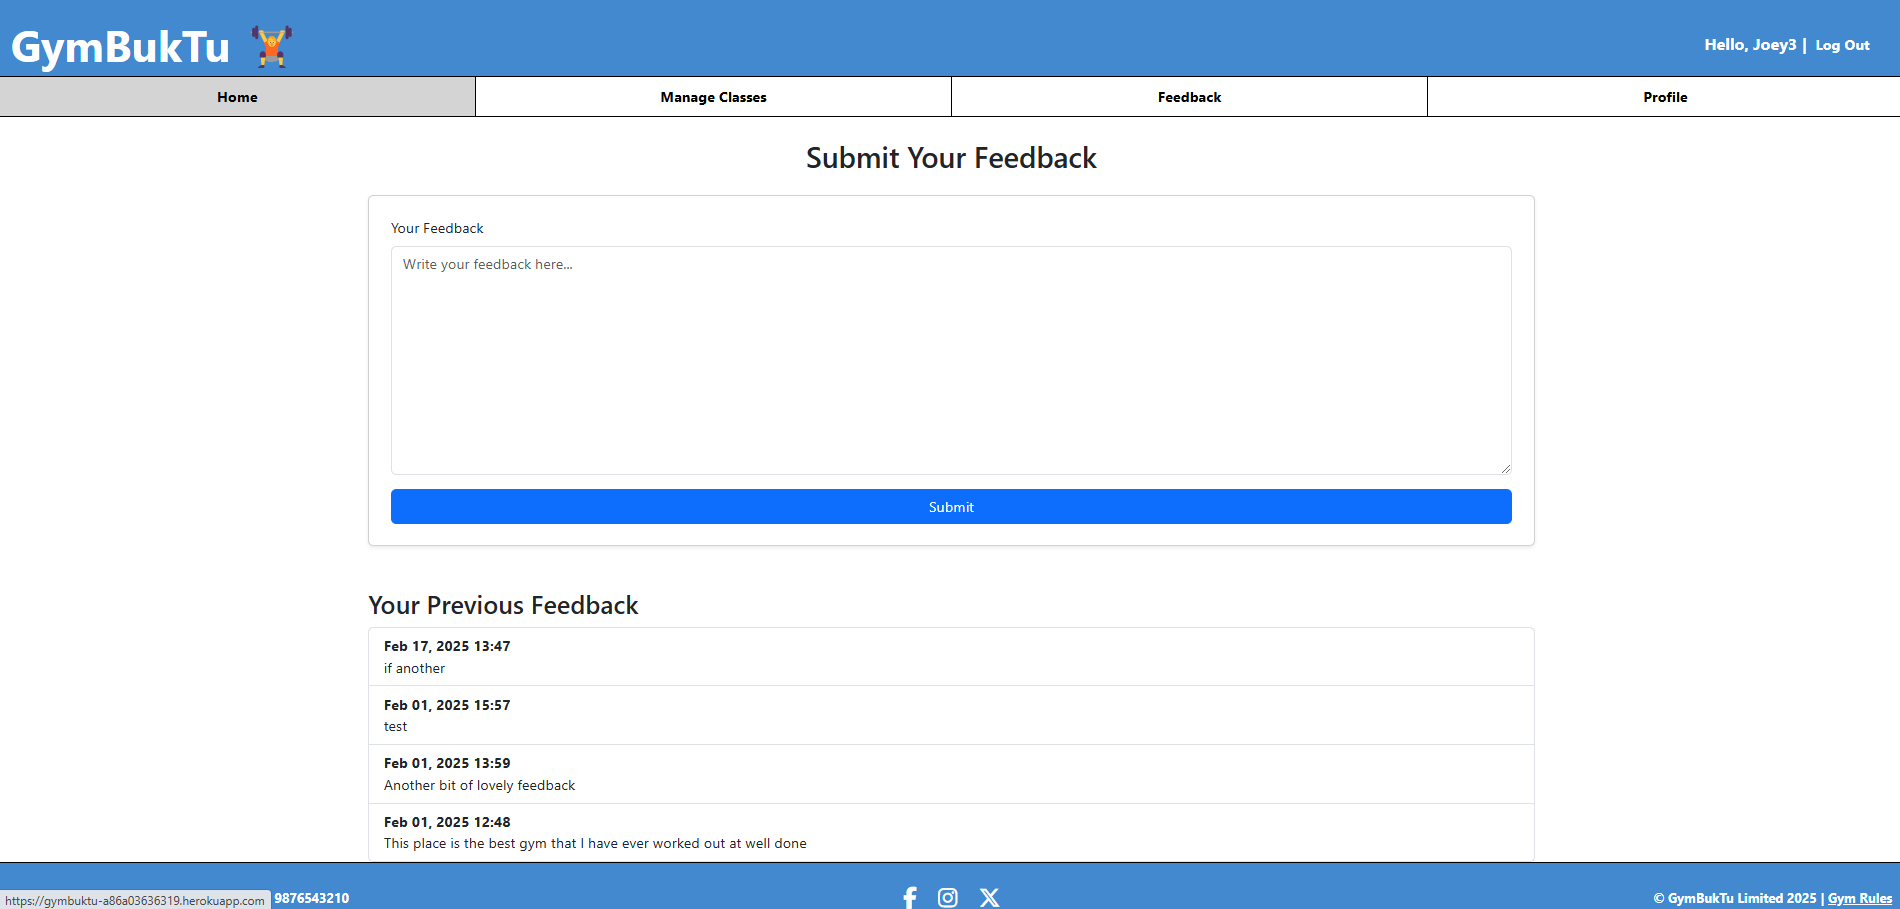 GymBukTu
Hello, Joey3 | Log Out
Home
Manage Classes
Feedback
Profile
Submit Your Feedback
Your Feedback
Write your feedback here...
Submit
Your Previous Feedback
Feb 17, 2025 13:47
if another
Feb 01, 2025 15:57
test
Feb 01, 2025 13:59
Another bit of lovely feedback
Feb 01, 2025 12:48
This place is the best gym that I have ever worked out at well done
https://gymbuktu-a86a03636319.herokuapp.com
9876543210
© GymBukTu Limited 2025 | Gym Rules